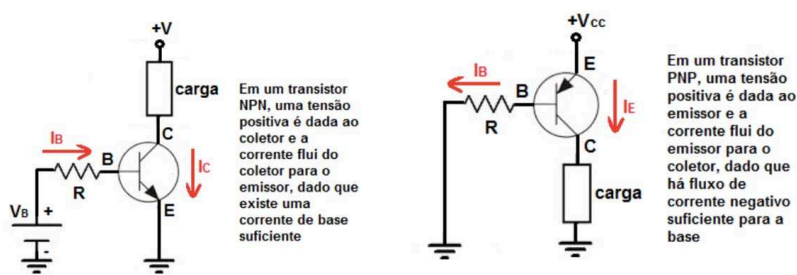 +V
carga
C
IB
B
R
IC
VB
+
-
E
Em um transistor
NPN, uma tensão
positiva é dada ao
coletor e a
corrente flui do
coletor para o
emissor, dado que
existe uma
corrente de base
suficiente
+Vcc
E
IB
B
R
IE
C
carga
Em um transistor
PNP, uma tensão
positiva é dada ao
emissor e a
corrente flui do
emissor para o
coletor, dado que
há fluxo de
corrente negativo
suficiente para a
base